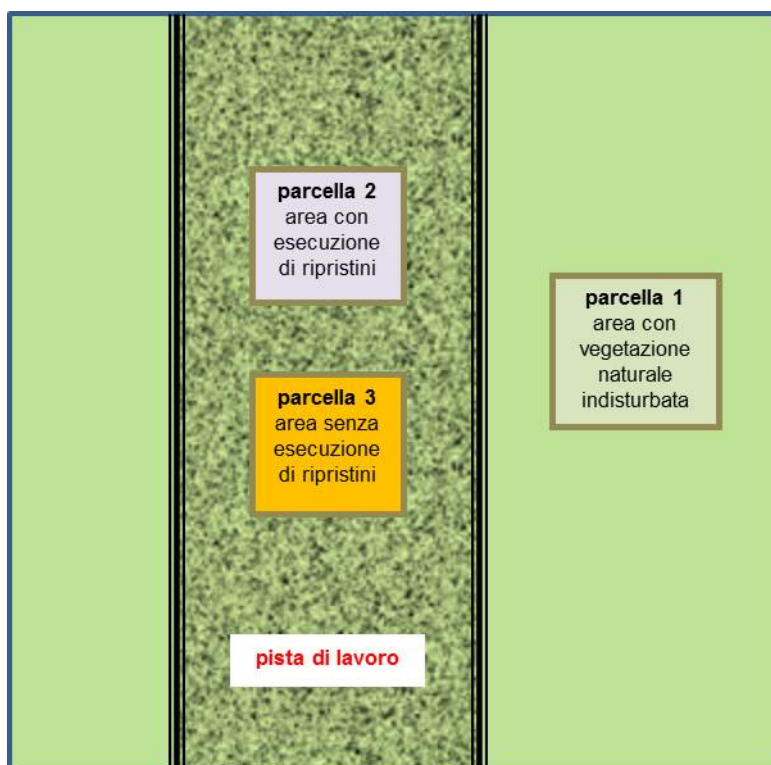 parcella 2
area con
esecuzione
di ripristini
parcella 1
area con
vegetazione
naturale
indisturbata
parcella 3
area senza
esecuzione
di ripristini
pista di lavoro